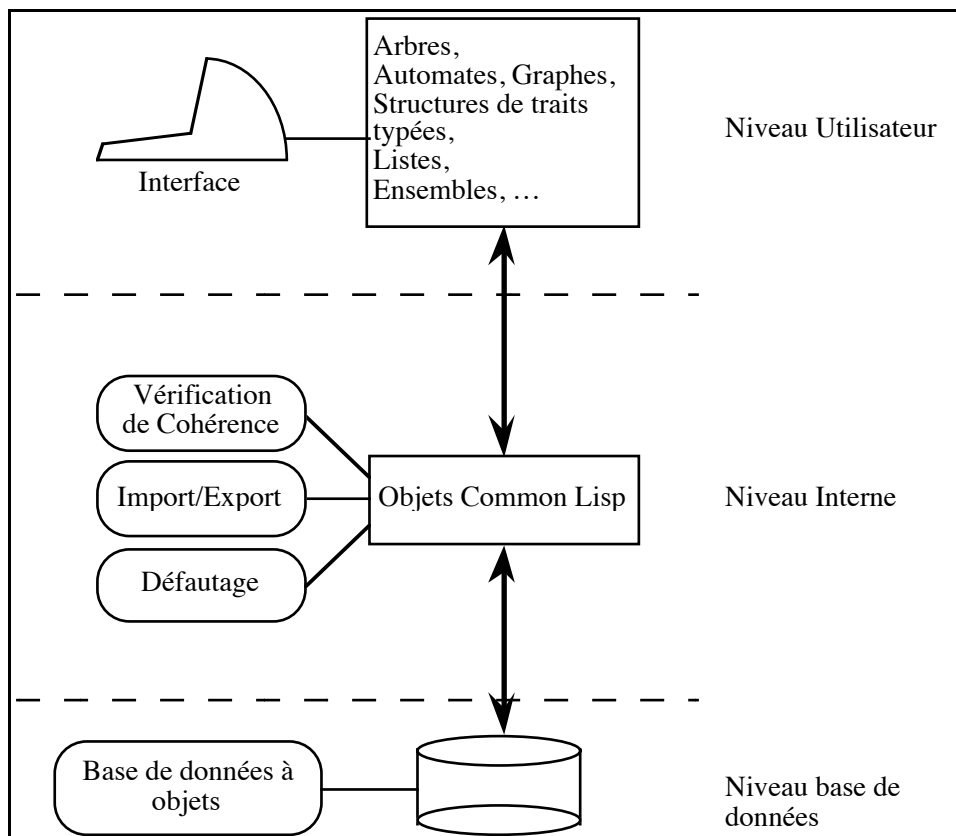 Arbres,
Automates, Graphes,
Structures de traits
typées,
Listes,
Ensembles, …
Interface
Niveau Utilisateur
Vérification
de Cohérence
Import/Export
Défautage
Objets Common Lisp
Niveau Interne
Base de données à
objets
Niveau base de
données